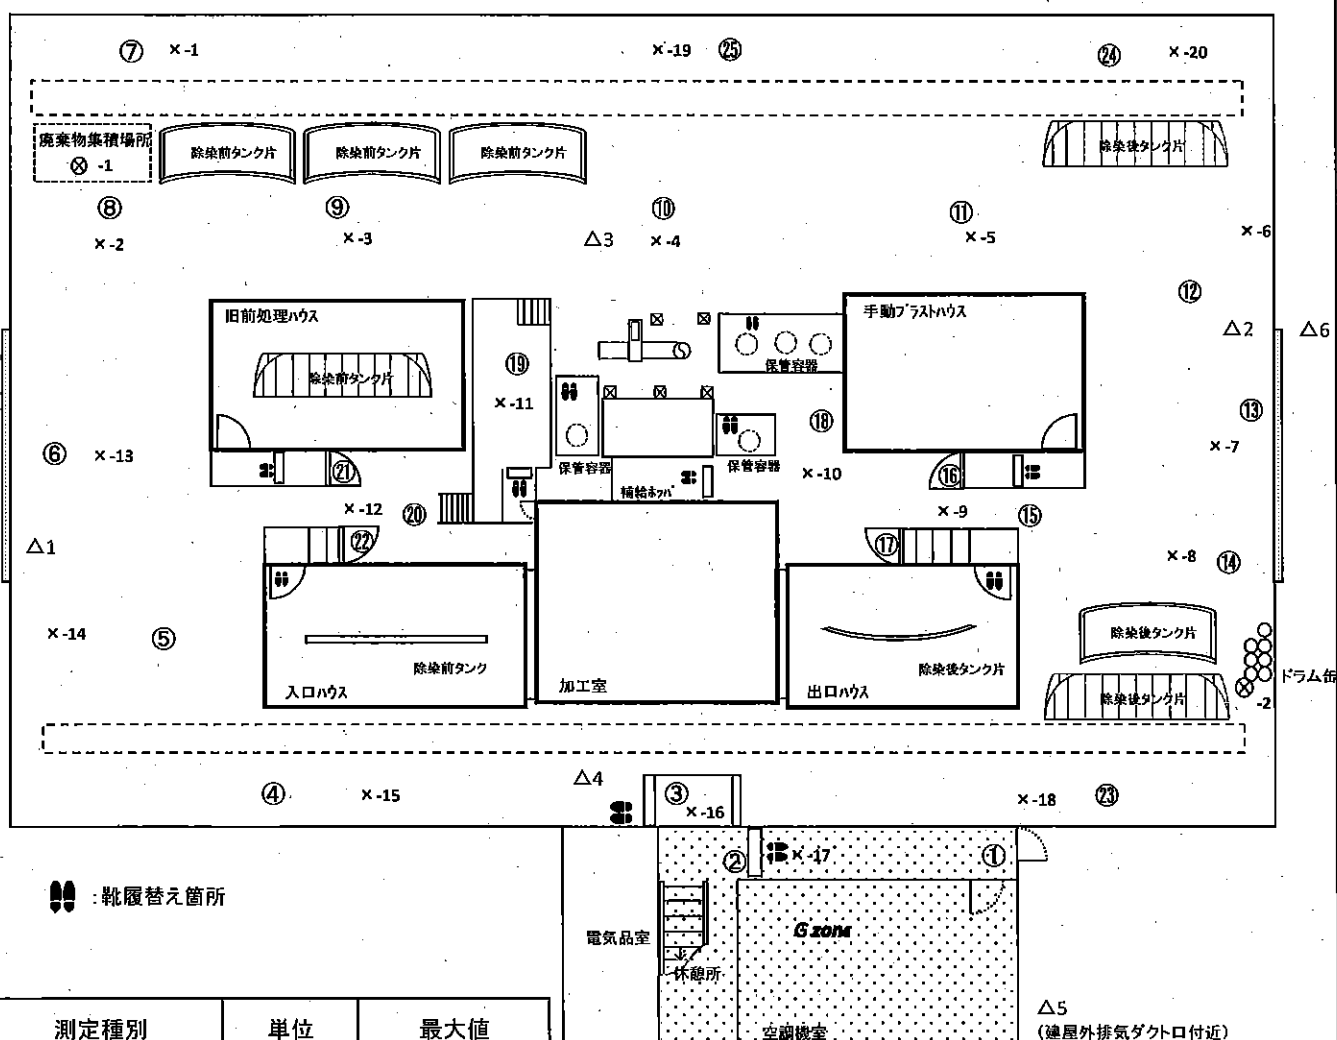 ⑦ ×-1 ×-19 ㉕ ㉔ ×-20
廃棄物集積場所
⊗ -1
除染前タンク片
除染前タンク片
除染前タンク片
除染後タンク片
⑧ ⑨ ⑩ ⑪
×-2 ×-3 △3 ×-4 ×-5 ×-6
⑫
旧前処理ハウス
手動ブラストハウス
△2 △6
除染前タンク片
⑲
保管容器
×-11
⑱ ⑬
⑥ ×-13
×-7
㉑
保管容器
保管容器
×-10
⑯
補給ホッパ
×-12 ⑳
×-9 ⑮
△1
㉒
⑰
×-8 ⑭
×-14 ⑤
除染前タンク
入口ハウス
加工室
除染後タンク片
出口ハウス
除染後タンク片
除染後タンク片
ドラム缶
⊗ -2
④ ×-15 △4 ③ ×-16 ×-18 ㉓
② ×-17 ①
:靴履替え箇所
電気品室
G zone
休憩所
空調機室
△5
(建屋外排気ダクト口付近)
測定種別 単位 最大値